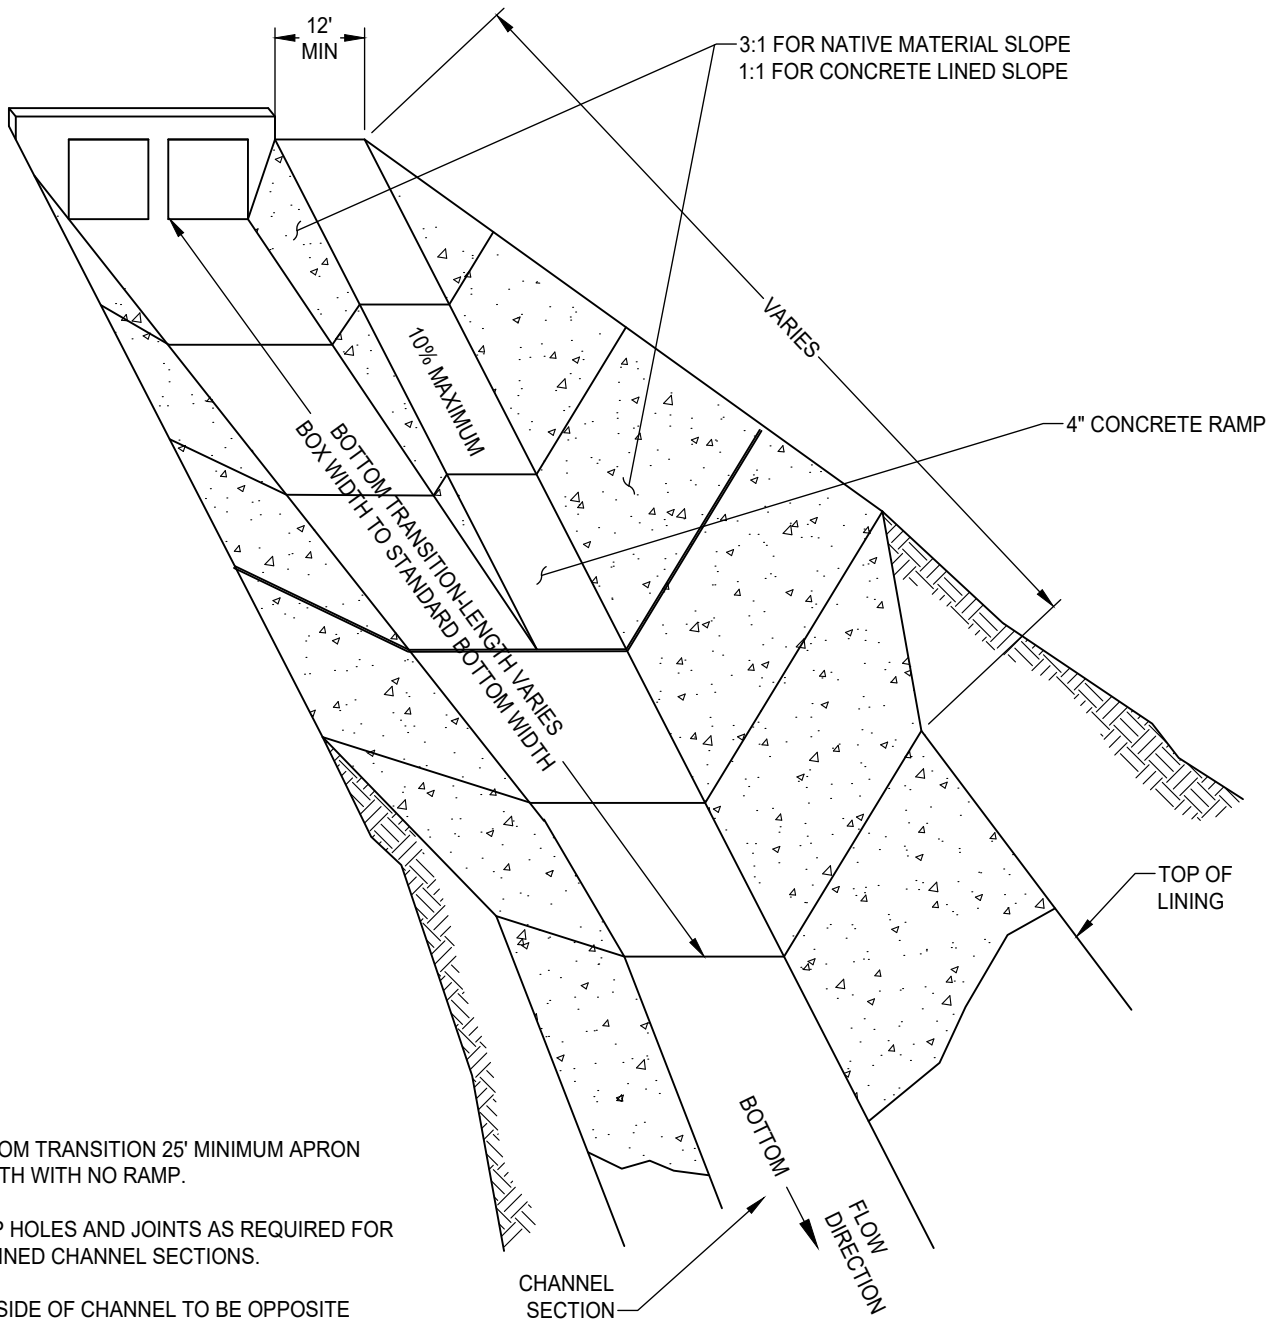 12'
MIN
3:1 FOR NATIVE MATERIAL SLOPE
1:1 FOR CONCRETE LINED SLOPE
VARIES
10% MAXIMUM
4" CONCRETE RAMP
BOTTOM TRANSITION-LENGTH VARIES
BOX WIDTH TO STANDARD BOTTOM WIDTH
TOP OF
LINING
BOTTOM
FLOW
DIRECTION
CHANNEL
SECTION
OM TRANSITION 25' MINIMUM APRON
TH WITH NO RAMP.
P HOLES AND JOINTS AS REQUIRED FOR
INED CHANNEL SECTIONS.
SIDE OF CHANNEL TO BE OPPOSITE